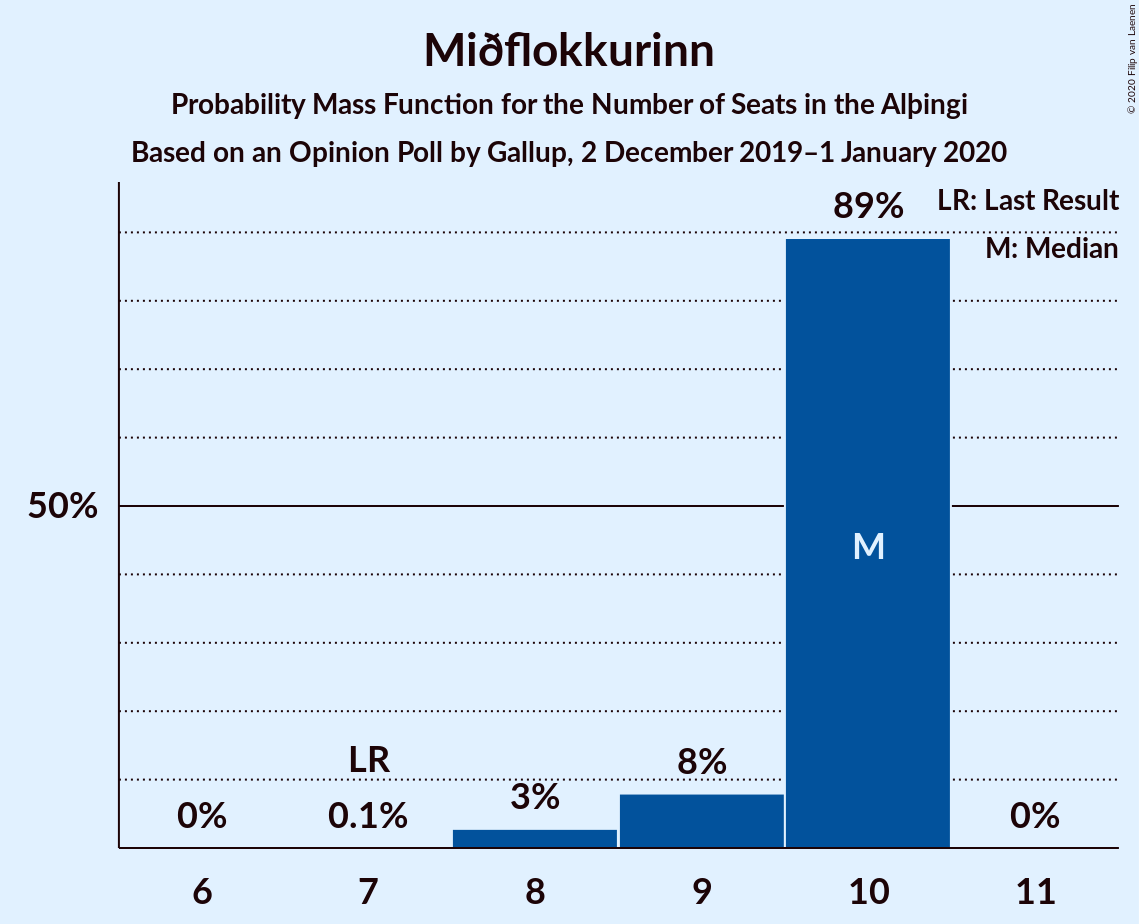 Miðflokkurinn
Probability Mass Function for the Number of Seats in the Alþingi
Based on an Opinion Poll by Gallup, 2 December 2019–1 January 2020
© 2020 Filip van Laenen
LR: Last Result
M: Median
89%
50%
M
LR
8%
3%
0%
0.1%
0%
6 7 8 9 10 11